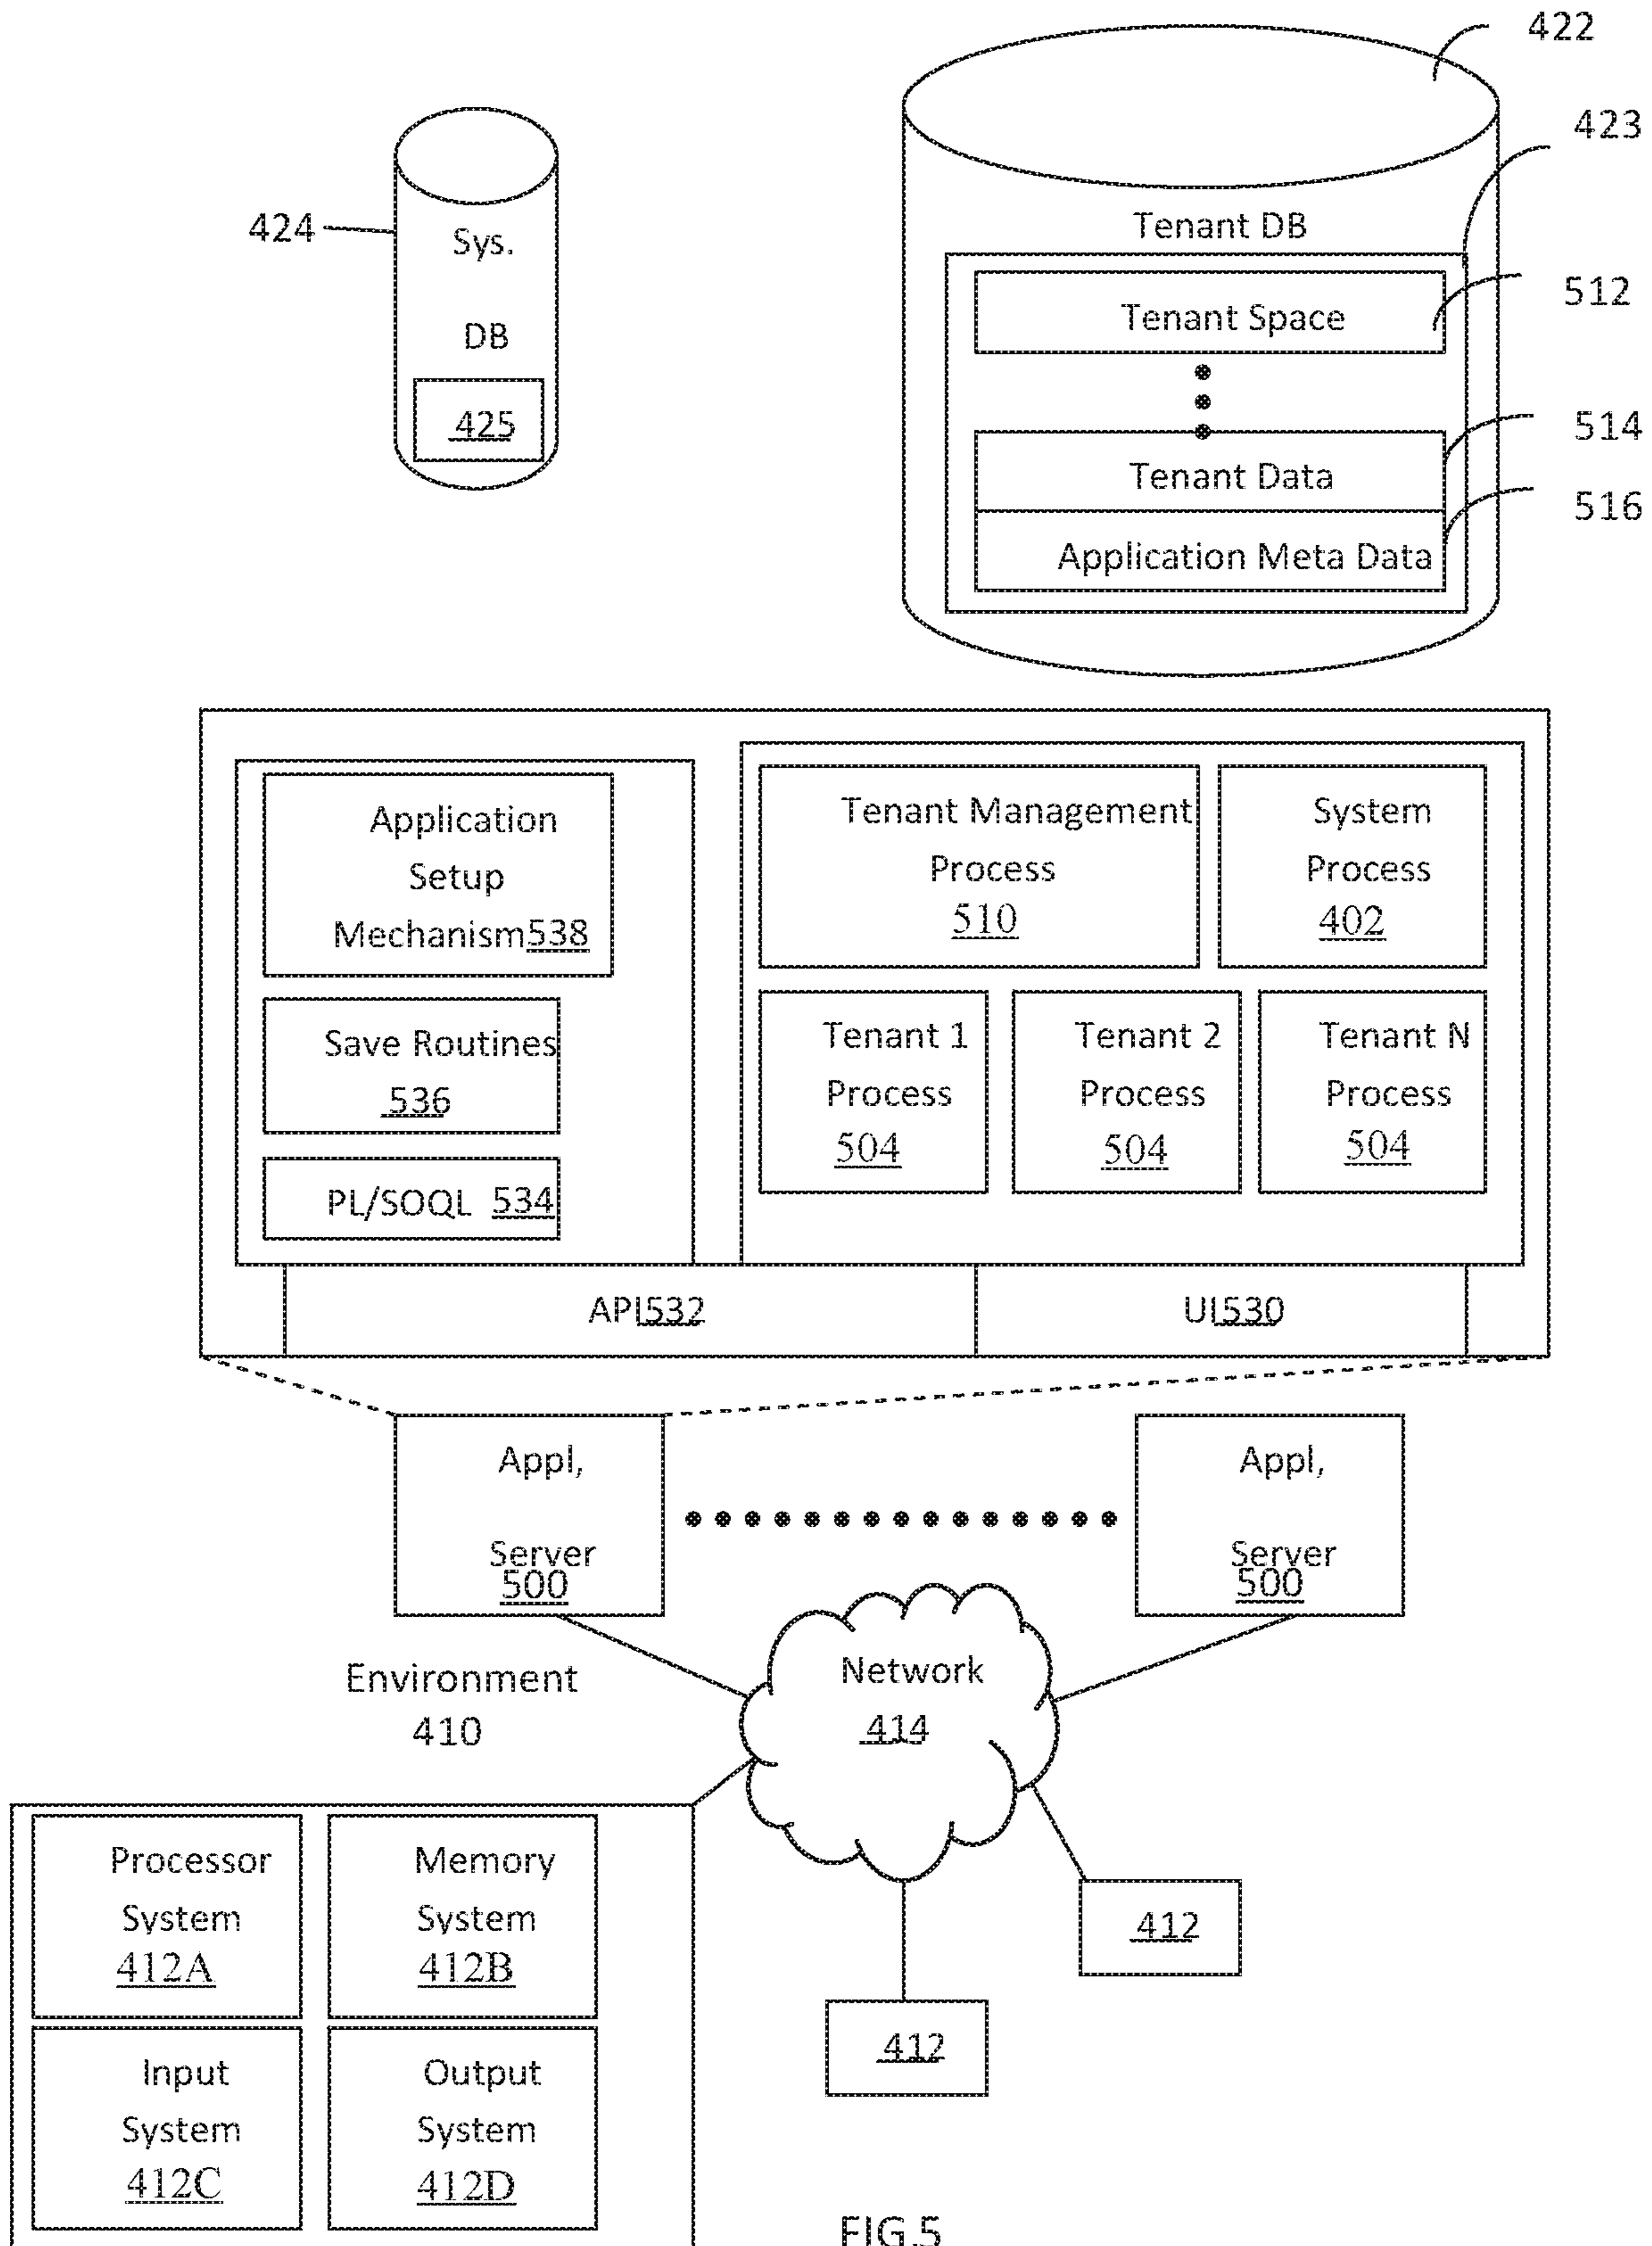 422
423
424
Sys.
DB
425
Tenant DB
Tenant Space
512
Tenant Data
514
Application Meta Data
516
Application
Setup
Mechanism538
Save Routines
536
PL/SOQL 534
Tenant Management
Process
510
System
Process
402
Tenant 1
Process
504
Tenant 2
Process
504
Tenant N
Process
504
API532
UI530
Appl,
Server
500
Appl,
Server
500
Environment
410
Network
414
Processor
System
412A
Memory
System
412B
Input
System
412C
Output
System
412D
412
412
FIG.5